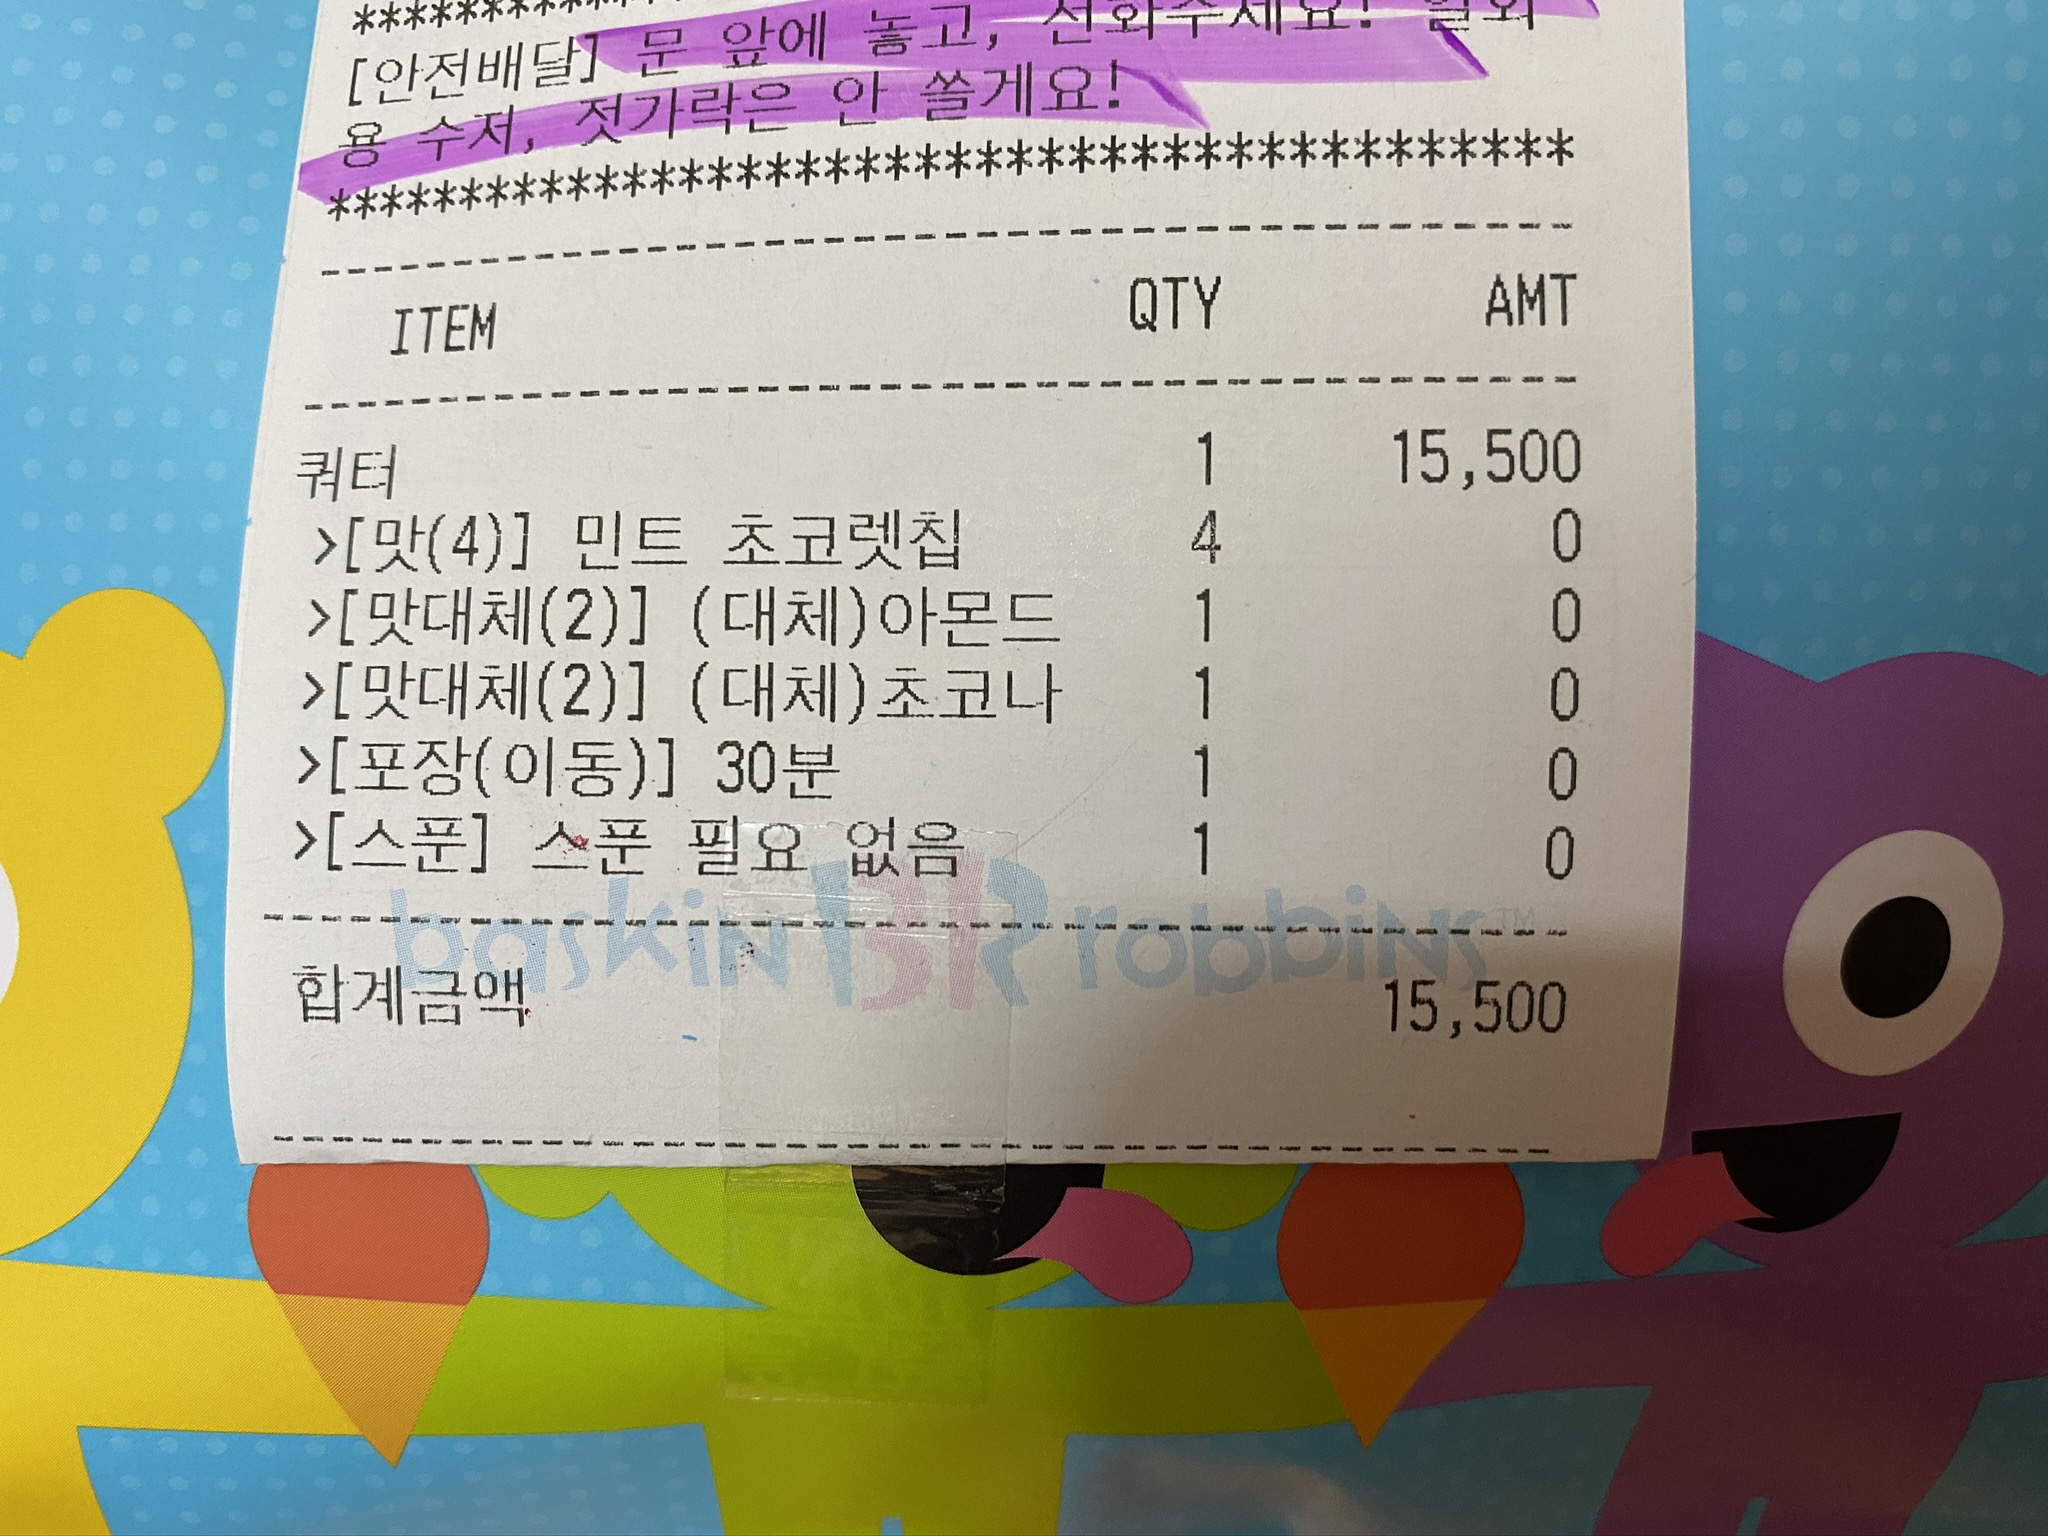 ****************************************
[안전배달] 문 앞에 놓고, 전화주세요! 일회
용 수저, 젓가락은 안 쓸게요!
******************************************
------------------------------------------
ITEM QTY AMT
------------------------------------------
쿼터 1 15,500
>[맛(4)] 민트 초코렛칩 4 0
>[맛대체(2)] (대체)아몬드 1 0
>[맛대체(2)] (대체)초코나 1 0
>[포장(이동)] 30분 1 0
>[스푼] 스푼 필요 없음 1 0
------------------------------------------
baskin BR robbins™
합계금액 15,500
------------------------------------------